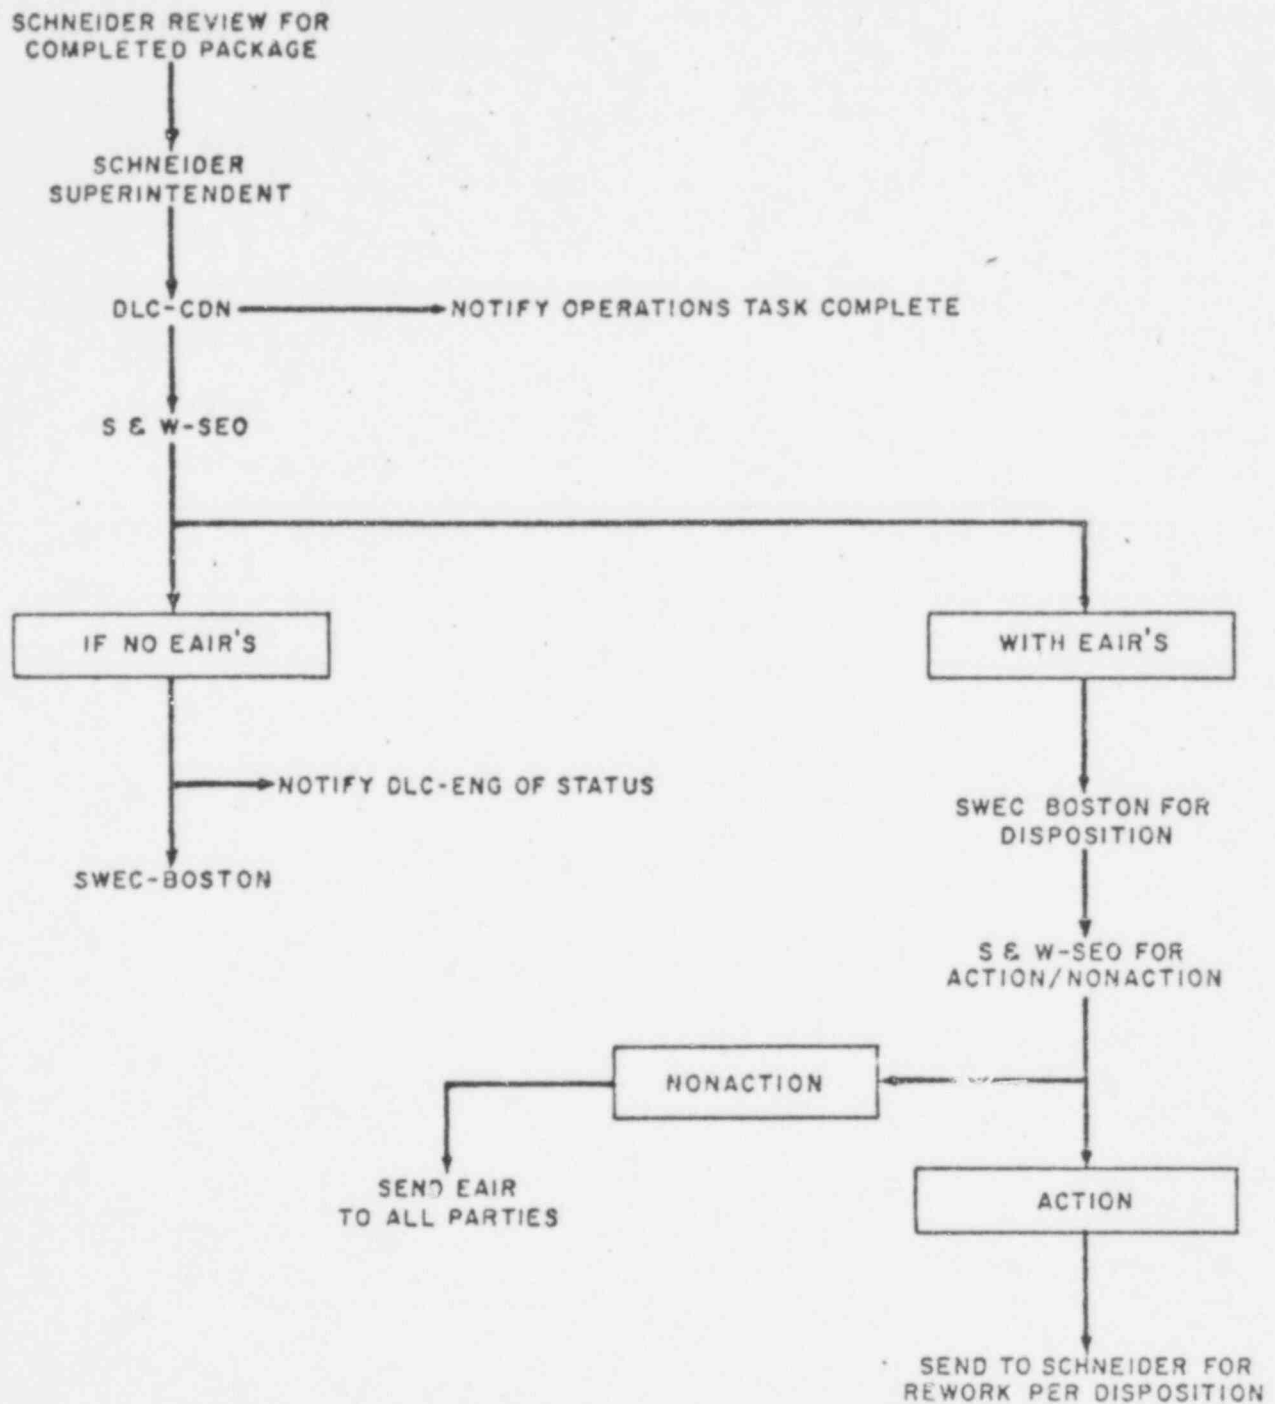 SCHNEIDER REVIEW FOR
COMPLETED PACKAGE
SCHNEIDER
SUPERINTENDENT
DLC-CDN
NOTIFY OPERATIONS TASK COMPLETE
S & W-SEO
IF NO EAIR'S
WITH EAIR'S
NOTIFY DLC-ENG OF STATUS
SWEC-BOSTON
SWEC BOSTON FOR
DISPOSITION
S & W-SEO FOR
ACTION/NONACTION
NONACTION
SEND EAIR
TO ALL PARTIES
ACTION
SEND TO SCHNEIDER FOR
REWORK PER DISPOSITION